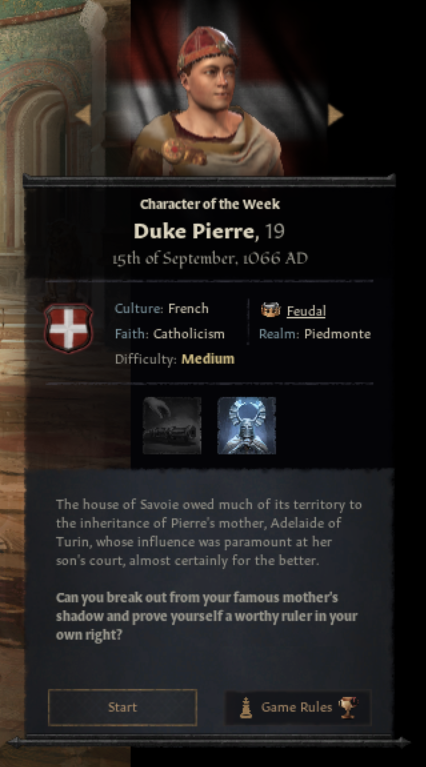 Character of the Week
Duke Pierre, 19
15th of September, 1066 AD
Culture: French
Feudal
Faith: Catholicism
Realm: Piedmonte
Difficulty: Medium
The house of Savoie owed much of its territory to
the inheritance of Pierre's mother, Adelaide of
Turin, whose influence was paramount at her
son's court, almost certainly for the better.
Can you break out from your famous mother's
shadow and prove yourself a worthy ruler in your
own right?
Start
Game Rules